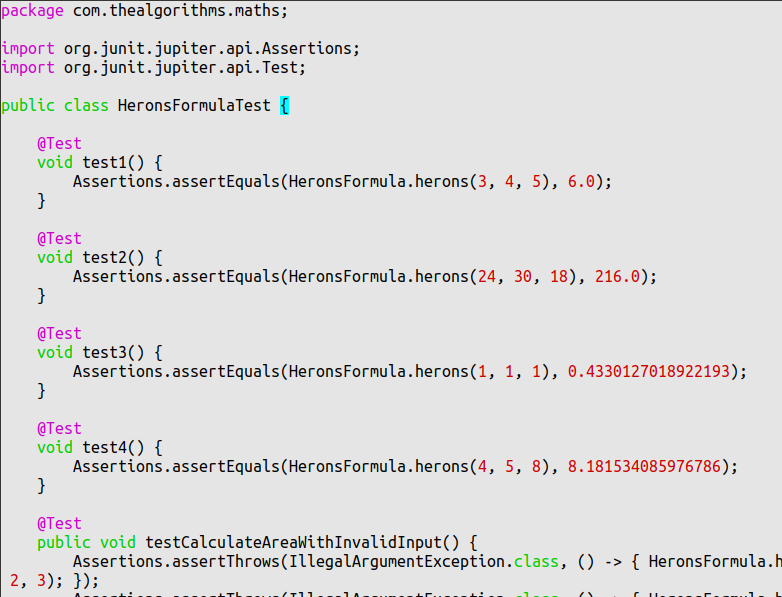 package com.thealgorithms.maths;
import org.junit.jupiter.api.Assertions;
import org.junit.jupiter.api.Test;
public class HeronsFormulaTest {
@Test
void test1() {
Assertions.assertEquals(HeronsFormula.herons(3, 4, 5), 6.0);
}
@Test
void test2() {
Assertions.assertEquals(HeronsFormula.herons(24, 30, 18), 216.0);
}
@Test
void test3() {
Assertions.assertEquals(HeronsFormula.herons(1, 1, 1), 0.4330127018922193);
}
@Test
void test4() {
Assertions.assertEquals(HeronsFormula.herons(4, 5, 8), 8.181534085976786);
}
@Test
public void testCalculateAreaWithInvalidInput() {
Assertions.assertThrows(IllegalArgumentException.class, () -> { HeronsFormula.h
2, 3); });